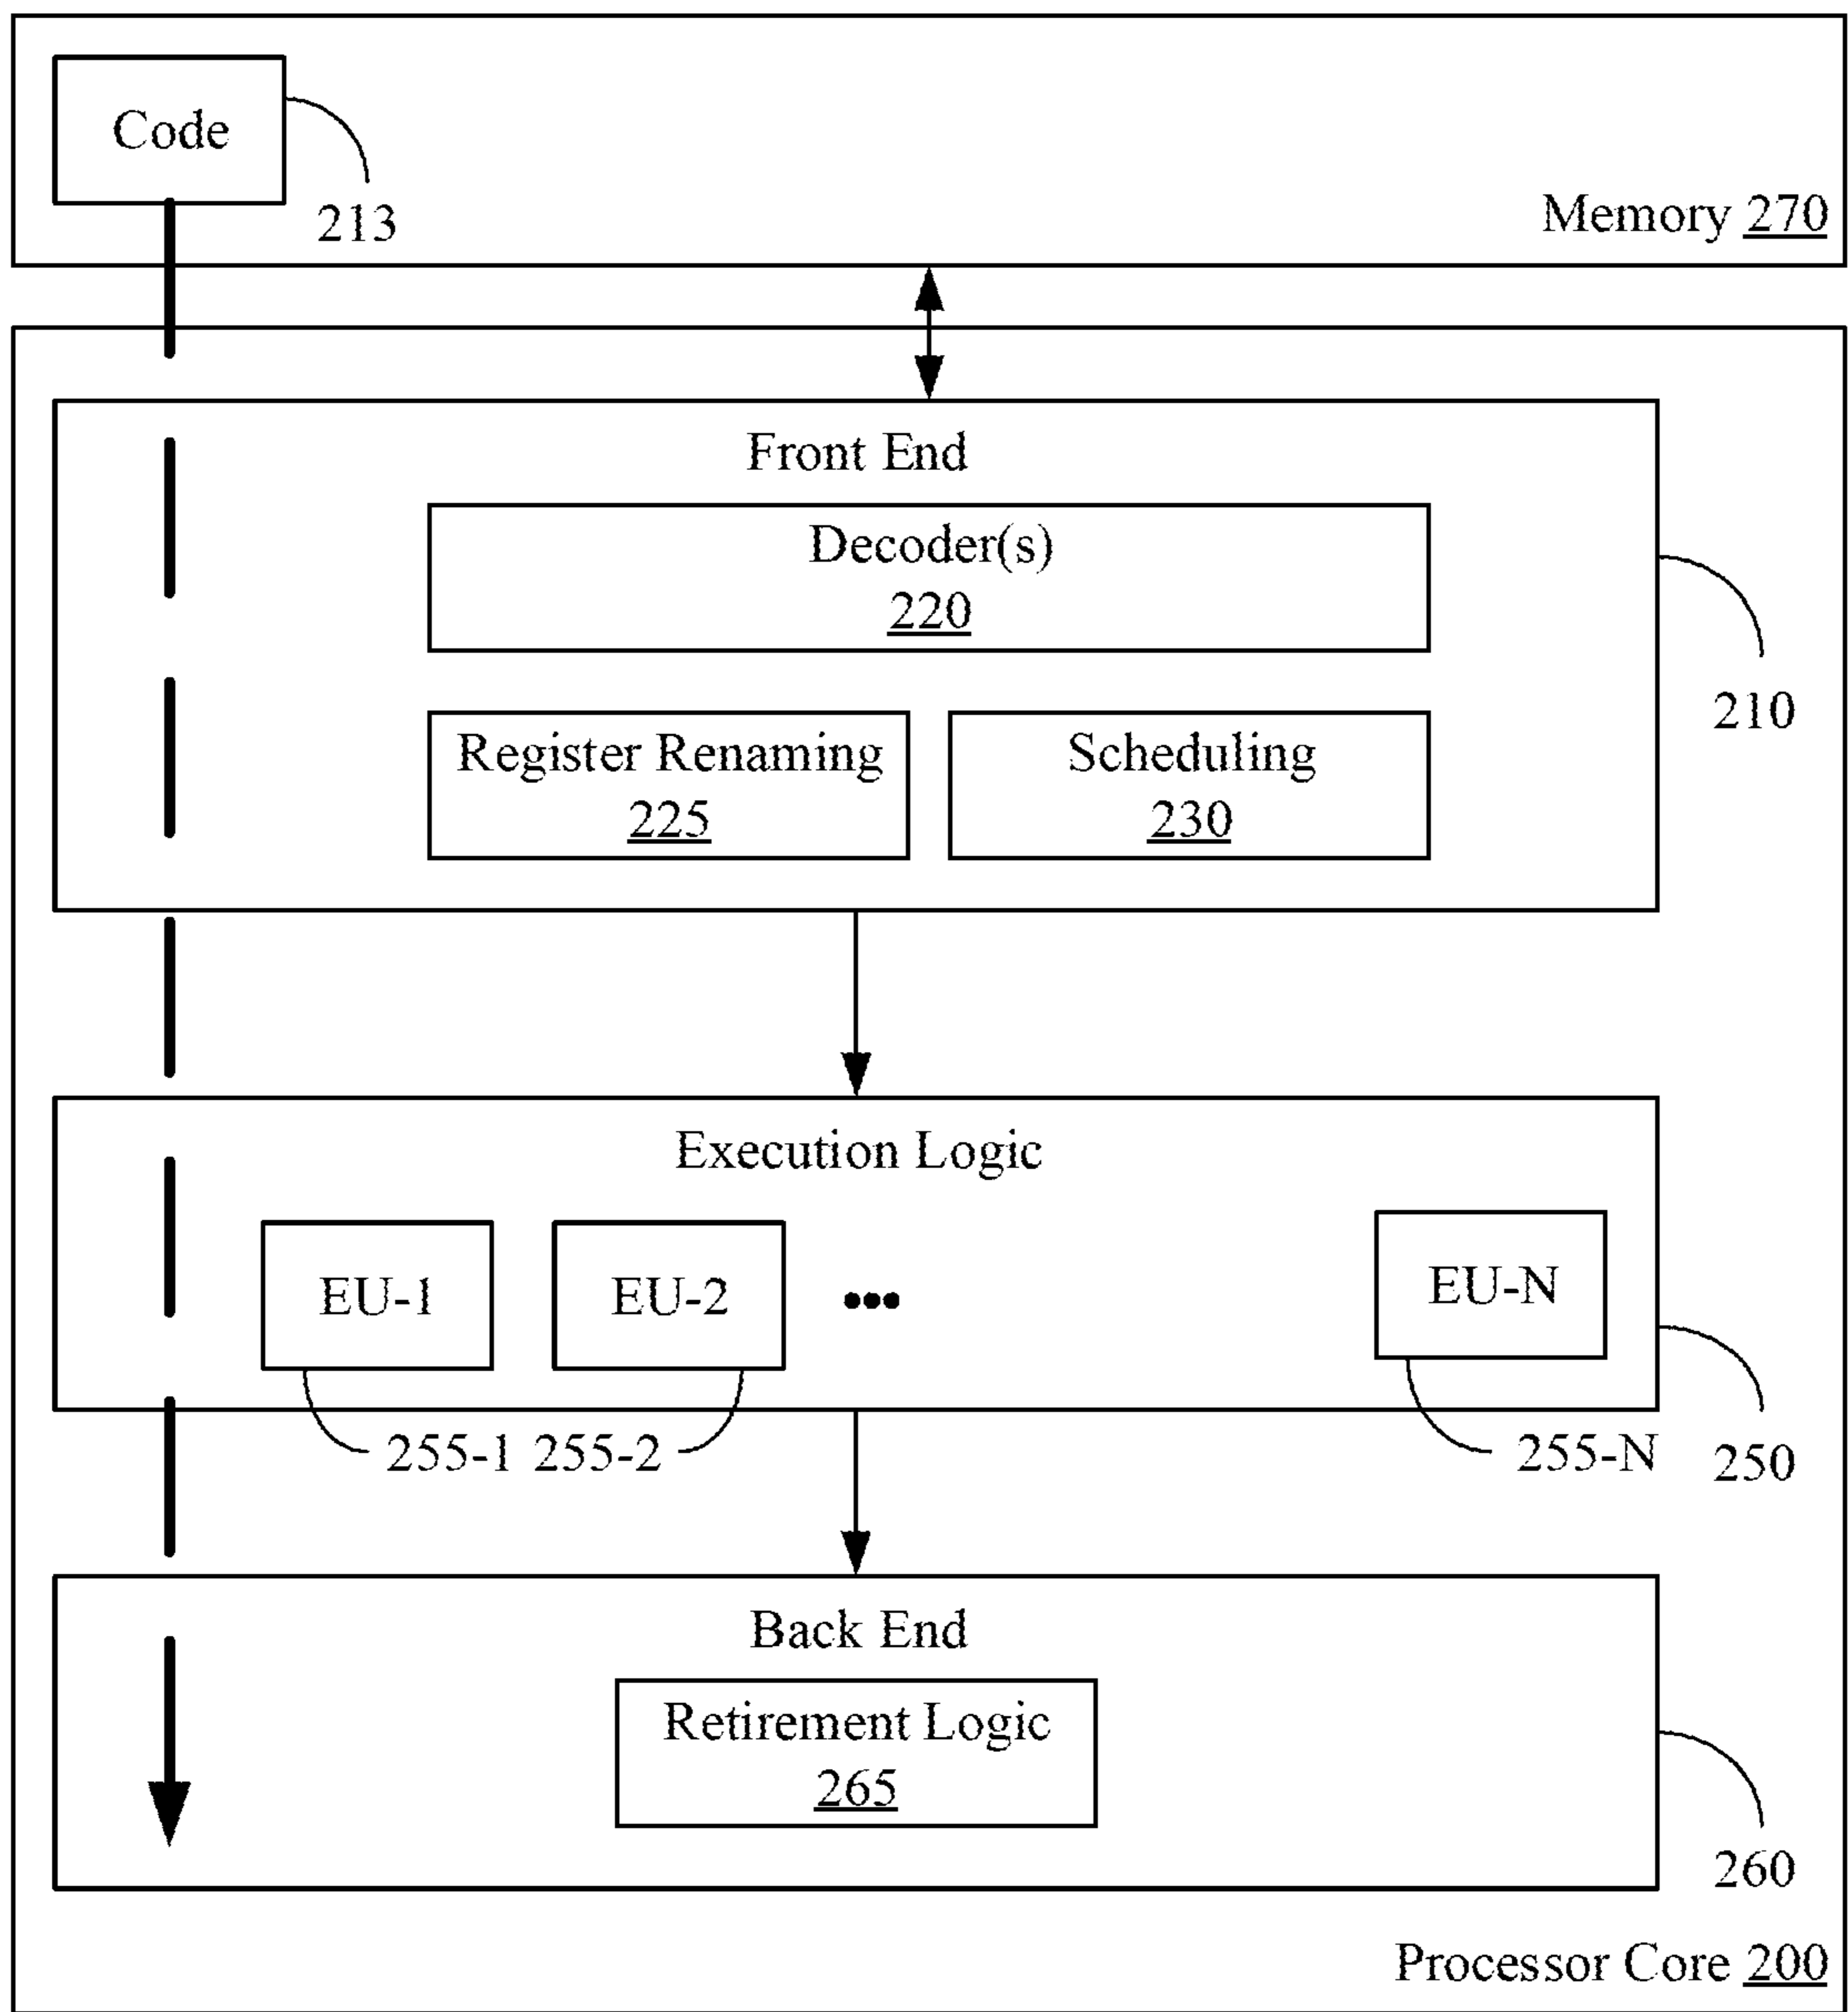 Code
213
Memory 270
Front End
Decoder(s)
220
210
Register Renaming
225
Scheduling
230
Execution Logic
EU-1
EU-2
•••
EU-N
255-1
255-2
255-N
250
Back End
Retirement Logic
265
260
Processor Core 200